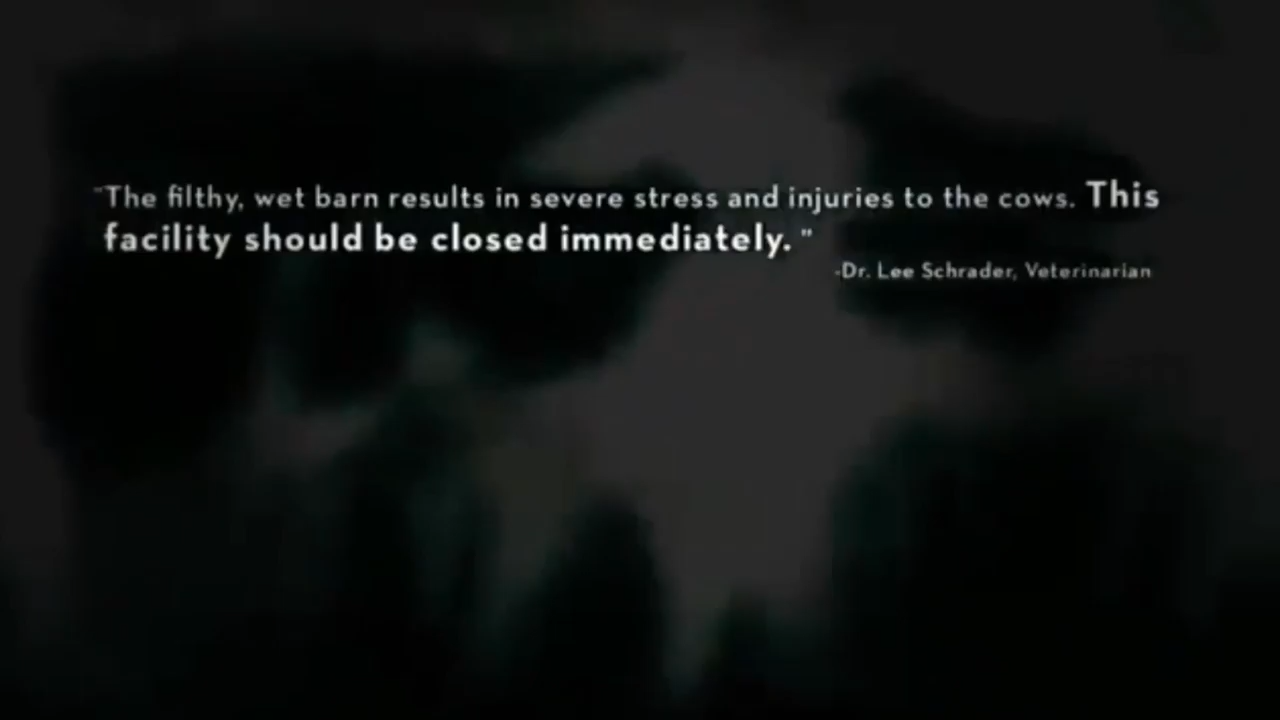 "The filthy, wet barn results in severe stress and injuries to the cows. This
facility should be closed immediately. "
-Dr. Lee Schrader, Veterinarian